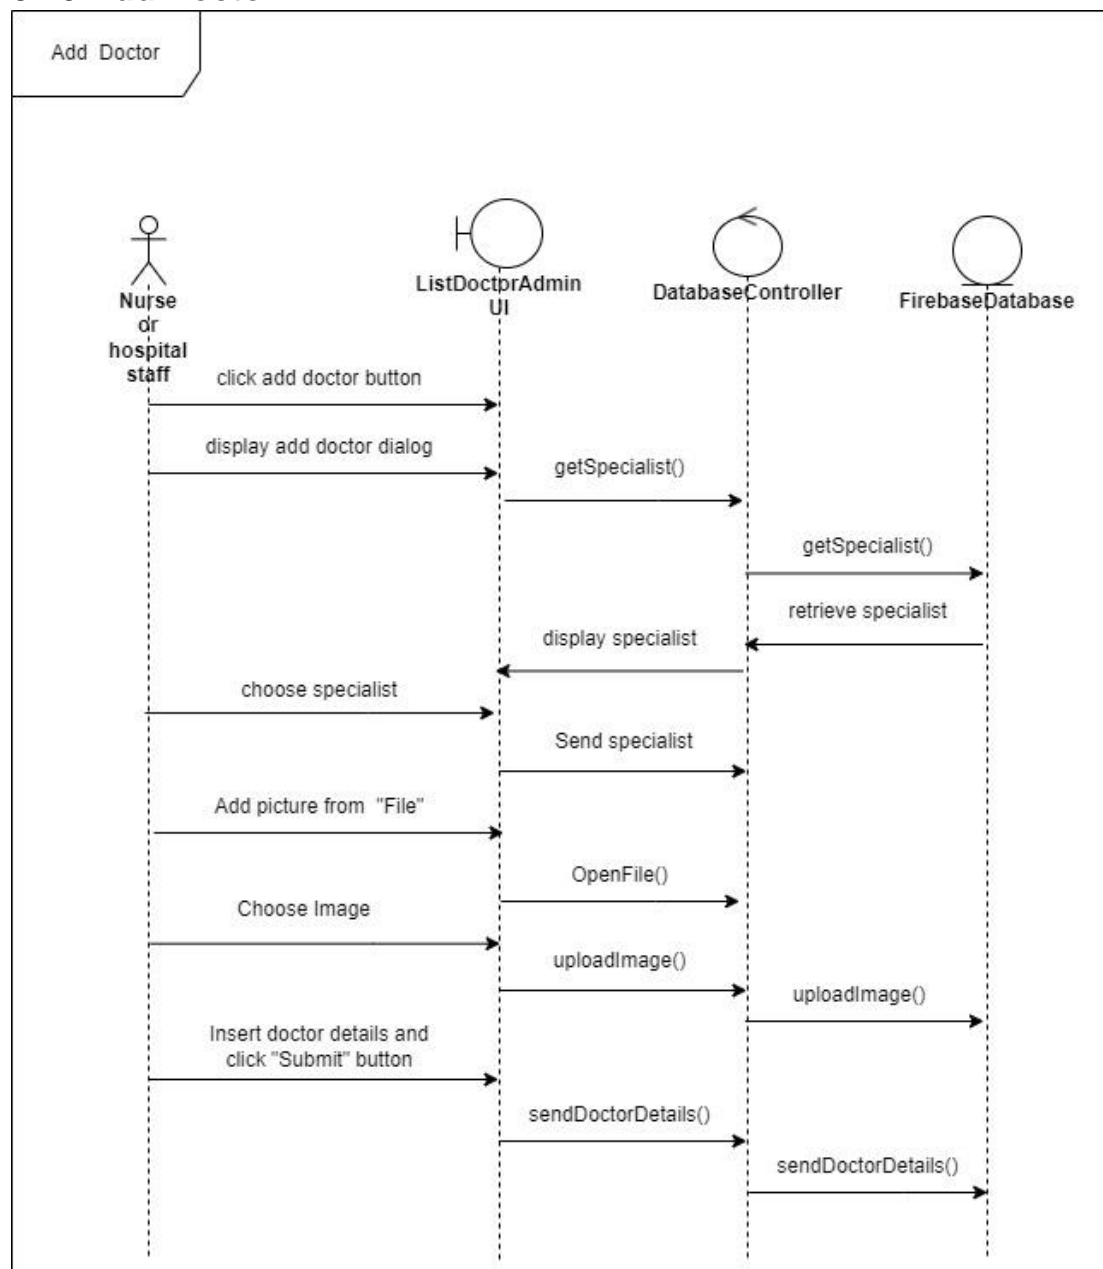 Add Doctor
Nurse
or
hospital
staff
ListDoctorAdmin
UI
DatabaseController
FirebaseDatabase
click add doctor button
display add doctor dialog
getSpecialist()
getSpecialist()
retrieve specialist
display specialist
choose specialist
Send specialist
Add picture from "File"
OpenFile()
Choose Image
uploadImage()
uploadImage()
Insert doctor details and
click "Submit" button
sendDoctorDetails()
sendDoctorDetails()